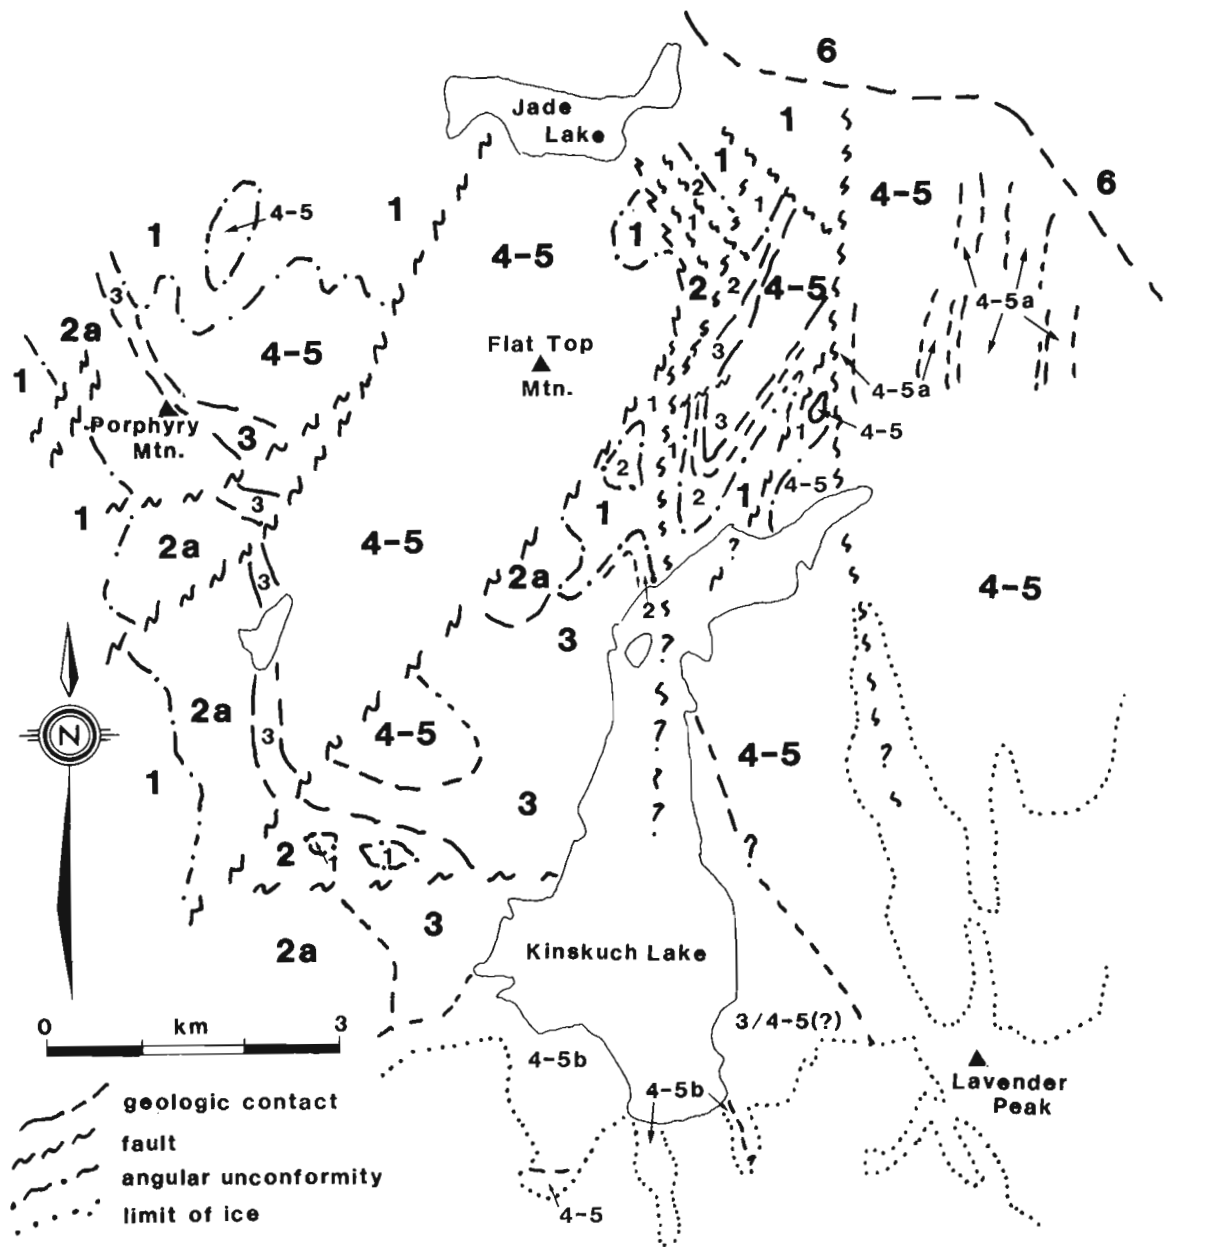 6
Jade
Lake
1
1
6
4-5
2
4-5
1
1
1
1
1
4-5
3
2
2
4-5
4-5a
2a
4-5
Flat Top
Mtn.
3
1
4-5a
1
Porphyry
Mtn.
3
3
1
4-5
2
1
3
1
2
1
4-5
1
2a
4-5
2a
3
4-5
2
?
3
?
2a
3
4-5
?
4-5
?
1
3
?
?
2
1
1
3
2a
Kinskuch Lake
N
0 km 3
3/4-5(?)
4-5b
4-5b
Lavender
Peak
geologic contact
fault
angular unconformity
limit of ice
4-5